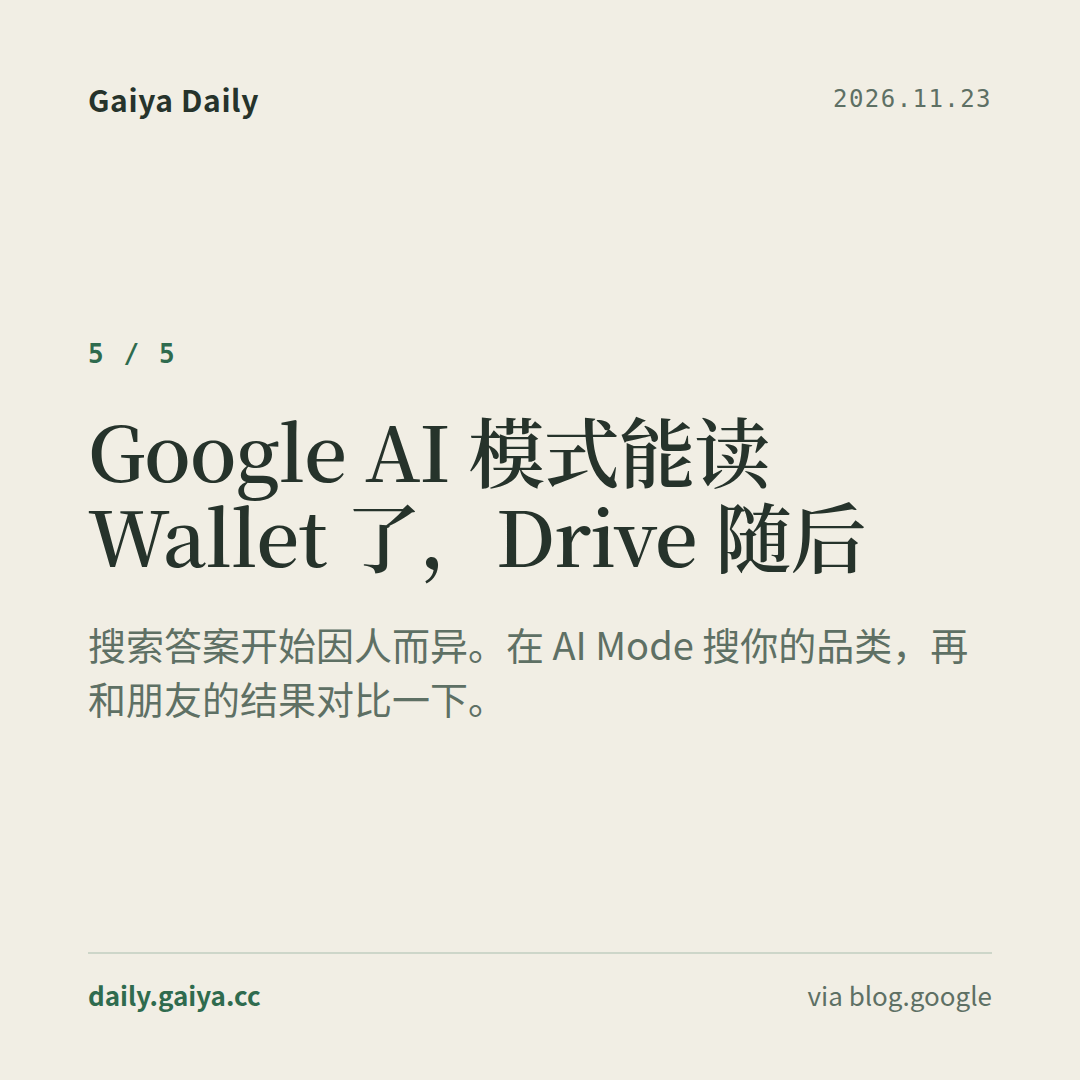 Gaiya Daily
2026.11.23
5 / 5
Google AI 模式能读
Wallet 了，Drive 随后
搜索答案开始因人而异。在 AI Mode 搜你的品类，再
和朋友的结果对比一下。
daily.gaiya.cc
via blog.google